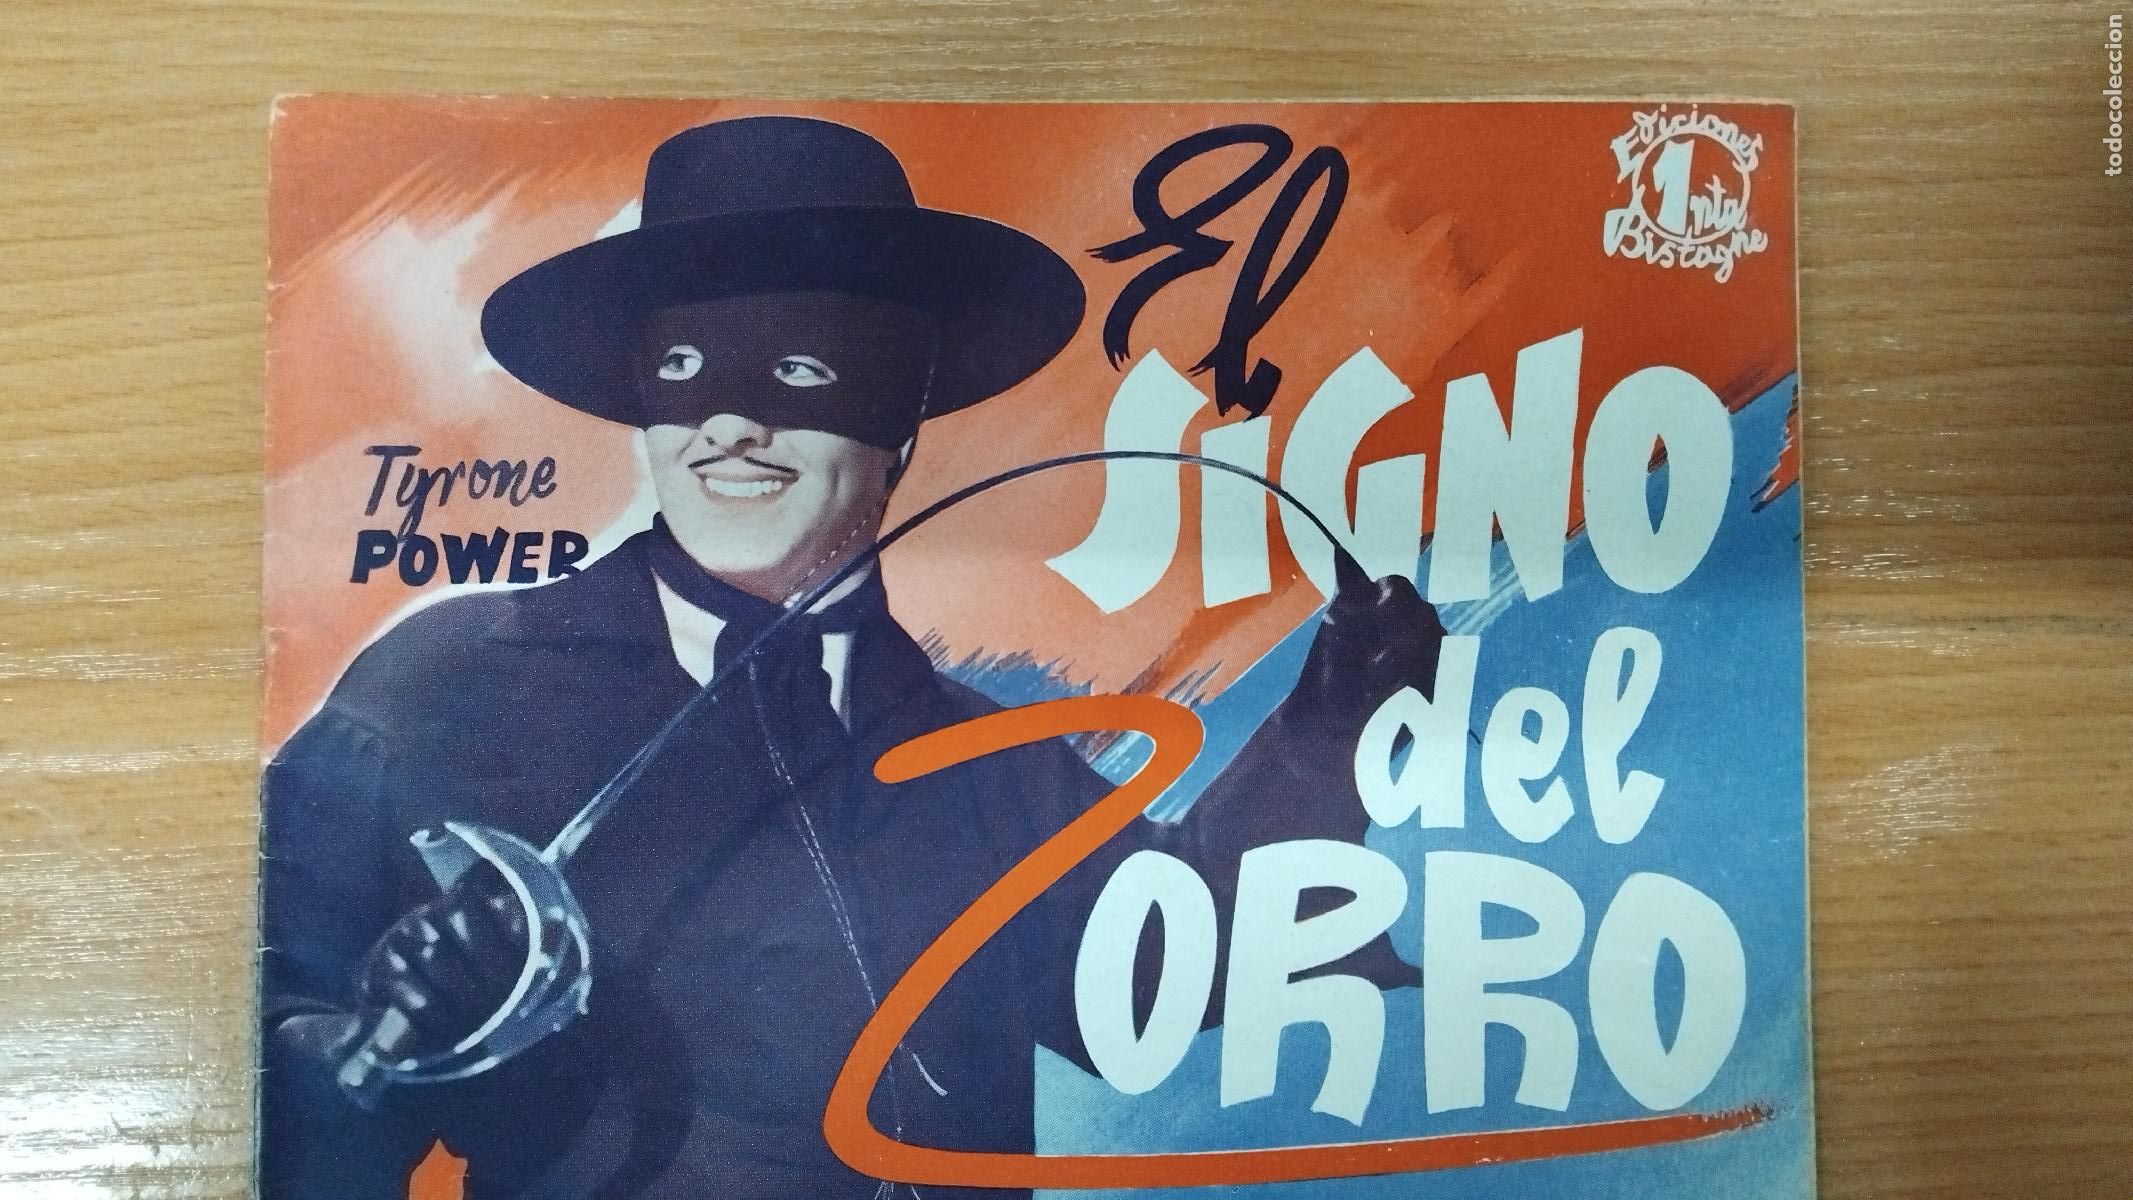 El
SIGNO
del
ZORRO
Tyrone
POWER
Ediciones
1 pta
Bistagne
todocoleccion